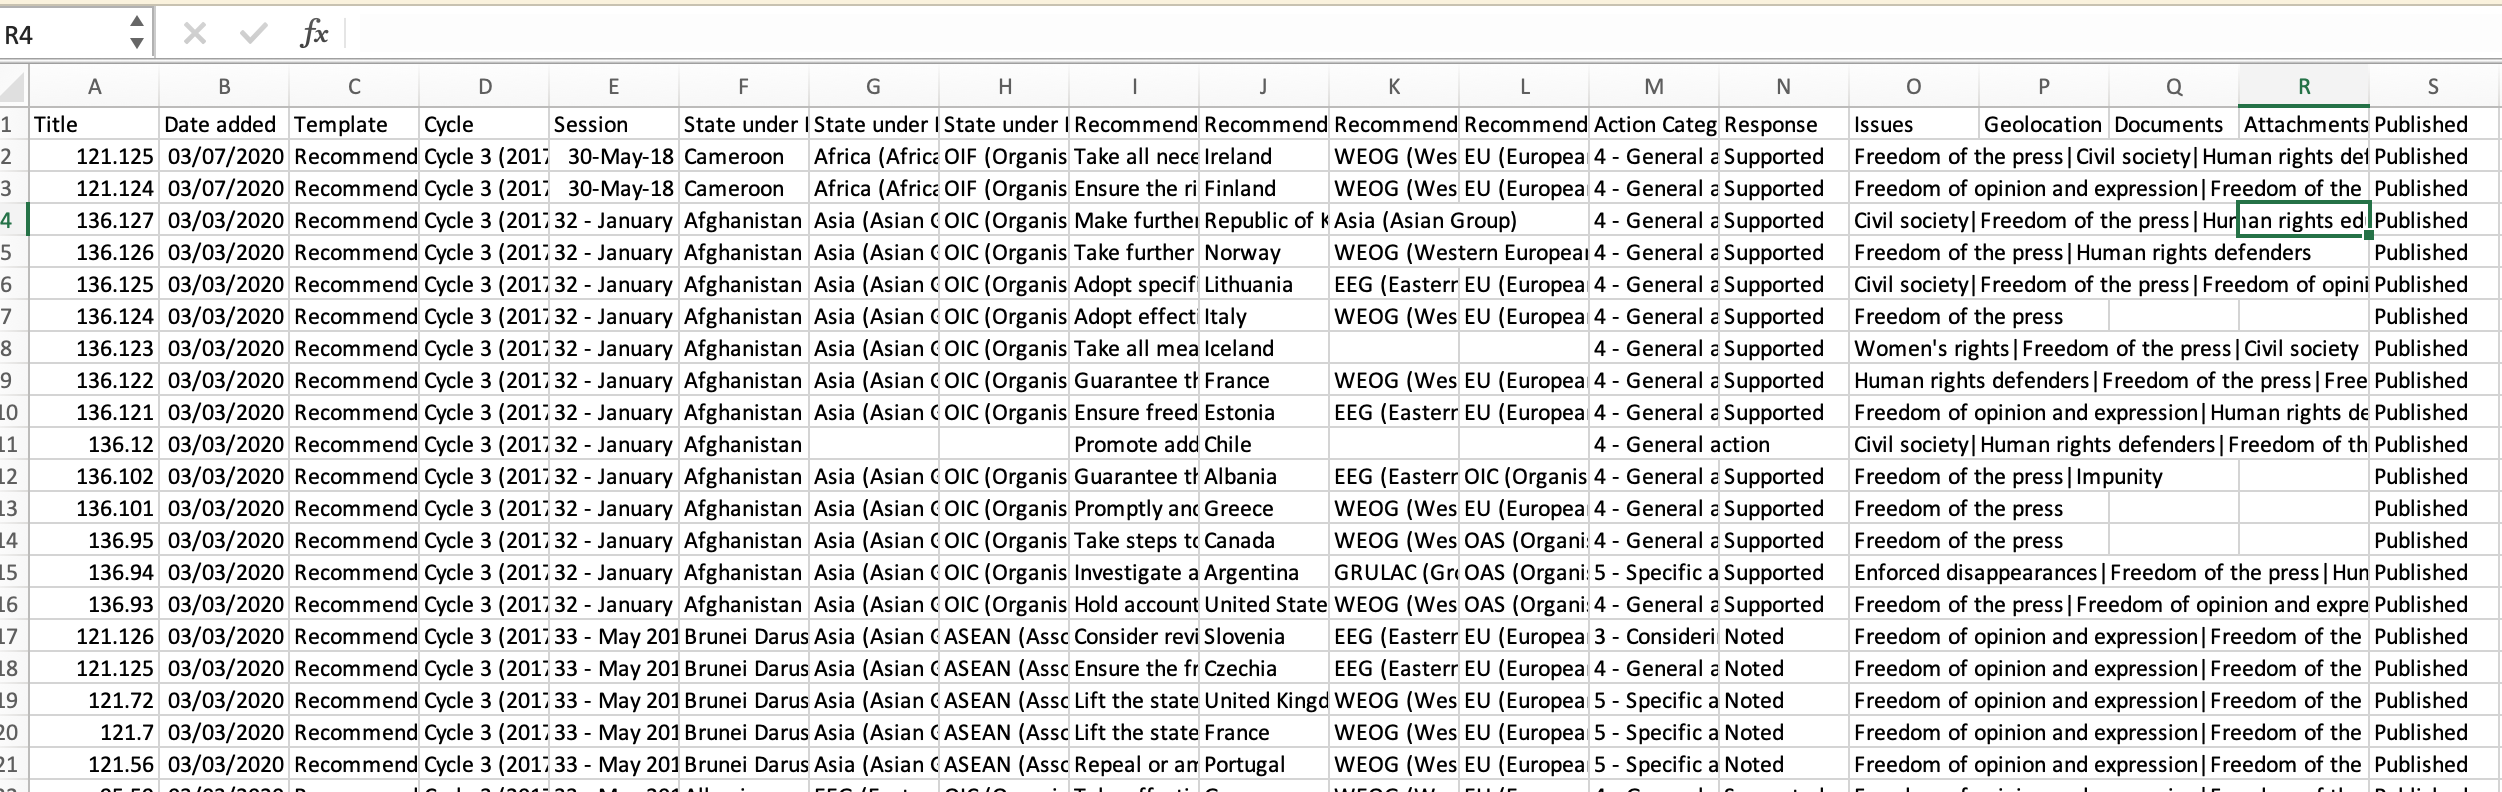 R4 fx
A B C D E F G H I J K L M N O P Q R S
1 Title Date added Template Cycle Session State under State under State under Recommend Recommend Recommend Recommend Action Categ Response Issues Geolocation Documents Attachments Published
2 121.125 03/07/2020 Recommend Cycle 3 (2017 30-May-18 Cameroon Africa (Africa OIF (Organis Take all nece Ireland WEOG (Wes EU (Europea 4 - General a Supported Freedom of the press|Civil society|Human rights def Published
3 121.124 03/07/2020 Recommend Cycle 3 (2017 30-May-18 Cameroon Africa (Africa OIF (Organis Ensure the ri Finland WEOG (Wes EU (Europea 4 - General a Supported Freedom of opinion and expression|Freedom of the Published
4 136.127 03/03/2020 Recommend Cycle 3 (2017 32 - January Afghanistan Asia (Asian G OIC (Organis Make further Republic of K Asia (Asian Group) 4 - General a Supported Civil society|Freedom of the press|Human rights ed Published
5 136.126 03/03/2020 Recommend Cycle 3 (2017 32 - January Afghanistan Asia (Asian G OIC (Organis Take further Norway WEOG (Western European 4 - General a Supported Freedom of the press|Human rights defenders Published
6 136.125 03/03/2020 Recommend Cycle 3 (2017 32 - January Afghanistan Asia (Asian G OIC (Organis Adopt specifi Lithuania EEG (Eastern EU (Europea 4 - General a Supported Civil society|Freedom of the press|Freedom of opini Published
7 136.124 03/03/2020 Recommend Cycle 3 (2017 32 - January Afghanistan Asia (Asian G OIC (Organis Adopt effecti Italy WEOG (Wes EU (Europea 4 - General a Supported Freedom of the press Published
8 136.123 03/03/2020 Recommend Cycle 3 (2017 32 - January Afghanistan Asia (Asian G OIC (Organis Take all mea Iceland 4 - General a Supported Women's rights|Freedom of the press|Civil society Published
9 136.122 03/03/2020 Recommend Cycle 3 (2017 32 - January Afghanistan Asia (Asian G OIC (Organis Guarantee th France WEOG (Wes EU (Europea 4 - General a Supported Human rights defenders|Freedom of the press|Free Published
10 136.121 03/03/2020 Recommend Cycle 3 (2017 32 - January Afghanistan Asia (Asian G OIC (Organis Ensure freed Estonia EEG (Eastern EU (Europea 4 - General a Supported Freedom of opinion and expression|Human rights de Published
11 136.12 03/03/2020 Recommend Cycle 3 (2017 32 - January Afghanistan Promote add Chile 4 - General action Civil society|Human rights defenders|Freedom of th Published
12 136.102 03/03/2020 Recommend Cycle 3 (2017 32 - January Afghanistan Asia (Asian G OIC (Organis Guarantee th Albania EEG (Eastern OIC (Organis 4 - General a Supported Freedom of the press|Impunity Published
13 136.101 03/03/2020 Recommend Cycle 3 (2017 32 - January Afghanistan Asia (Asian G OIC (Organis Promptly and Greece WEOG (Wes EU (Europea 4 - General a Supported Freedom of the press Published
14 136.95 03/03/2020 Recommend Cycle 3 (2017 32 - January Afghanistan Asia (Asian G OIC (Organis Take steps to Canada WEOG (Wes OAS (Organi 4 - General a Supported Freedom of the press Published
15 136.94 03/03/2020 Recommend Cycle 3 (2017 32 - January Afghanistan Asia (Asian G OIC (Organis Investigate a Argentina GRULAC (Gro OAS (Organi 5 - Specific a Supported Enforced disappearances|Freedom of the press|Hum Published
16 136.93 03/03/2020 Recommend Cycle 3 (2017 32 - January Afghanistan Asia (Asian G OIC (Organis Hold account United State WEOG (Wes OAS (Organi 4 - General a Supported Freedom of the press|Freedom of opinion and expre Published
17 121.126 03/03/2020 Recommend Cycle 3 (2017 33 - May 201 Brunei Darus Asia (Asian G ASEAN (Asso Consider revi Slovenia EEG (Eastern EU (Europea 3 - Consideri Noted Freedom of opinion and expression|Freedom of the Published
18 121.125 03/03/2020 Recommend Cycle 3 (2017 33 - May 201 Brunei Darus Asia (Asian G ASEAN (Asso Ensure the fr Czechia EEG (Eastern EU (Europea 4 - General a Noted Freedom of opinion and expression|Freedom of the Published
19 121.72 03/03/2020 Recommend Cycle 3 (2017 33 - May 201 Brunei Darus Asia (Asian G ASEAN (Asso Lift the state United Kingd WEOG (Wes EU (Europea 5 - Specific a Noted Freedom of opinion and expression|Freedom of the Published
20 121.7 03/03/2020 Recommend Cycle 3 (2017 33 - May 201 Brunei Darus Asia (Asian G ASEAN (Asso Lift the state France WEOG (Wes EU (Europea 5 - Specific a Noted Freedom of opinion and expression|Freedom of the Published
21 121.56 03/03/2020 Recommend Cycle 3 (2017 33 - May 201 Brunei Darus Asia (Asian G ASEAN (Asso Repeal or am Portugal WEOG (Wes EU (Europea 5 - Specific a Noted Freedom of opinion and expression|Freedom of the Published